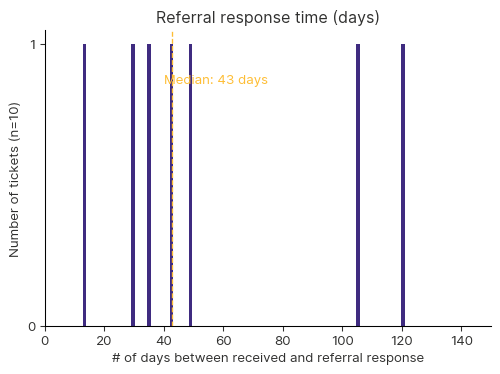 Referral response time (days)
1
Median: 43 days
Number of tickets (n=10)
0
0 20 40 60 80 100 120 140
# of days between received and referral response